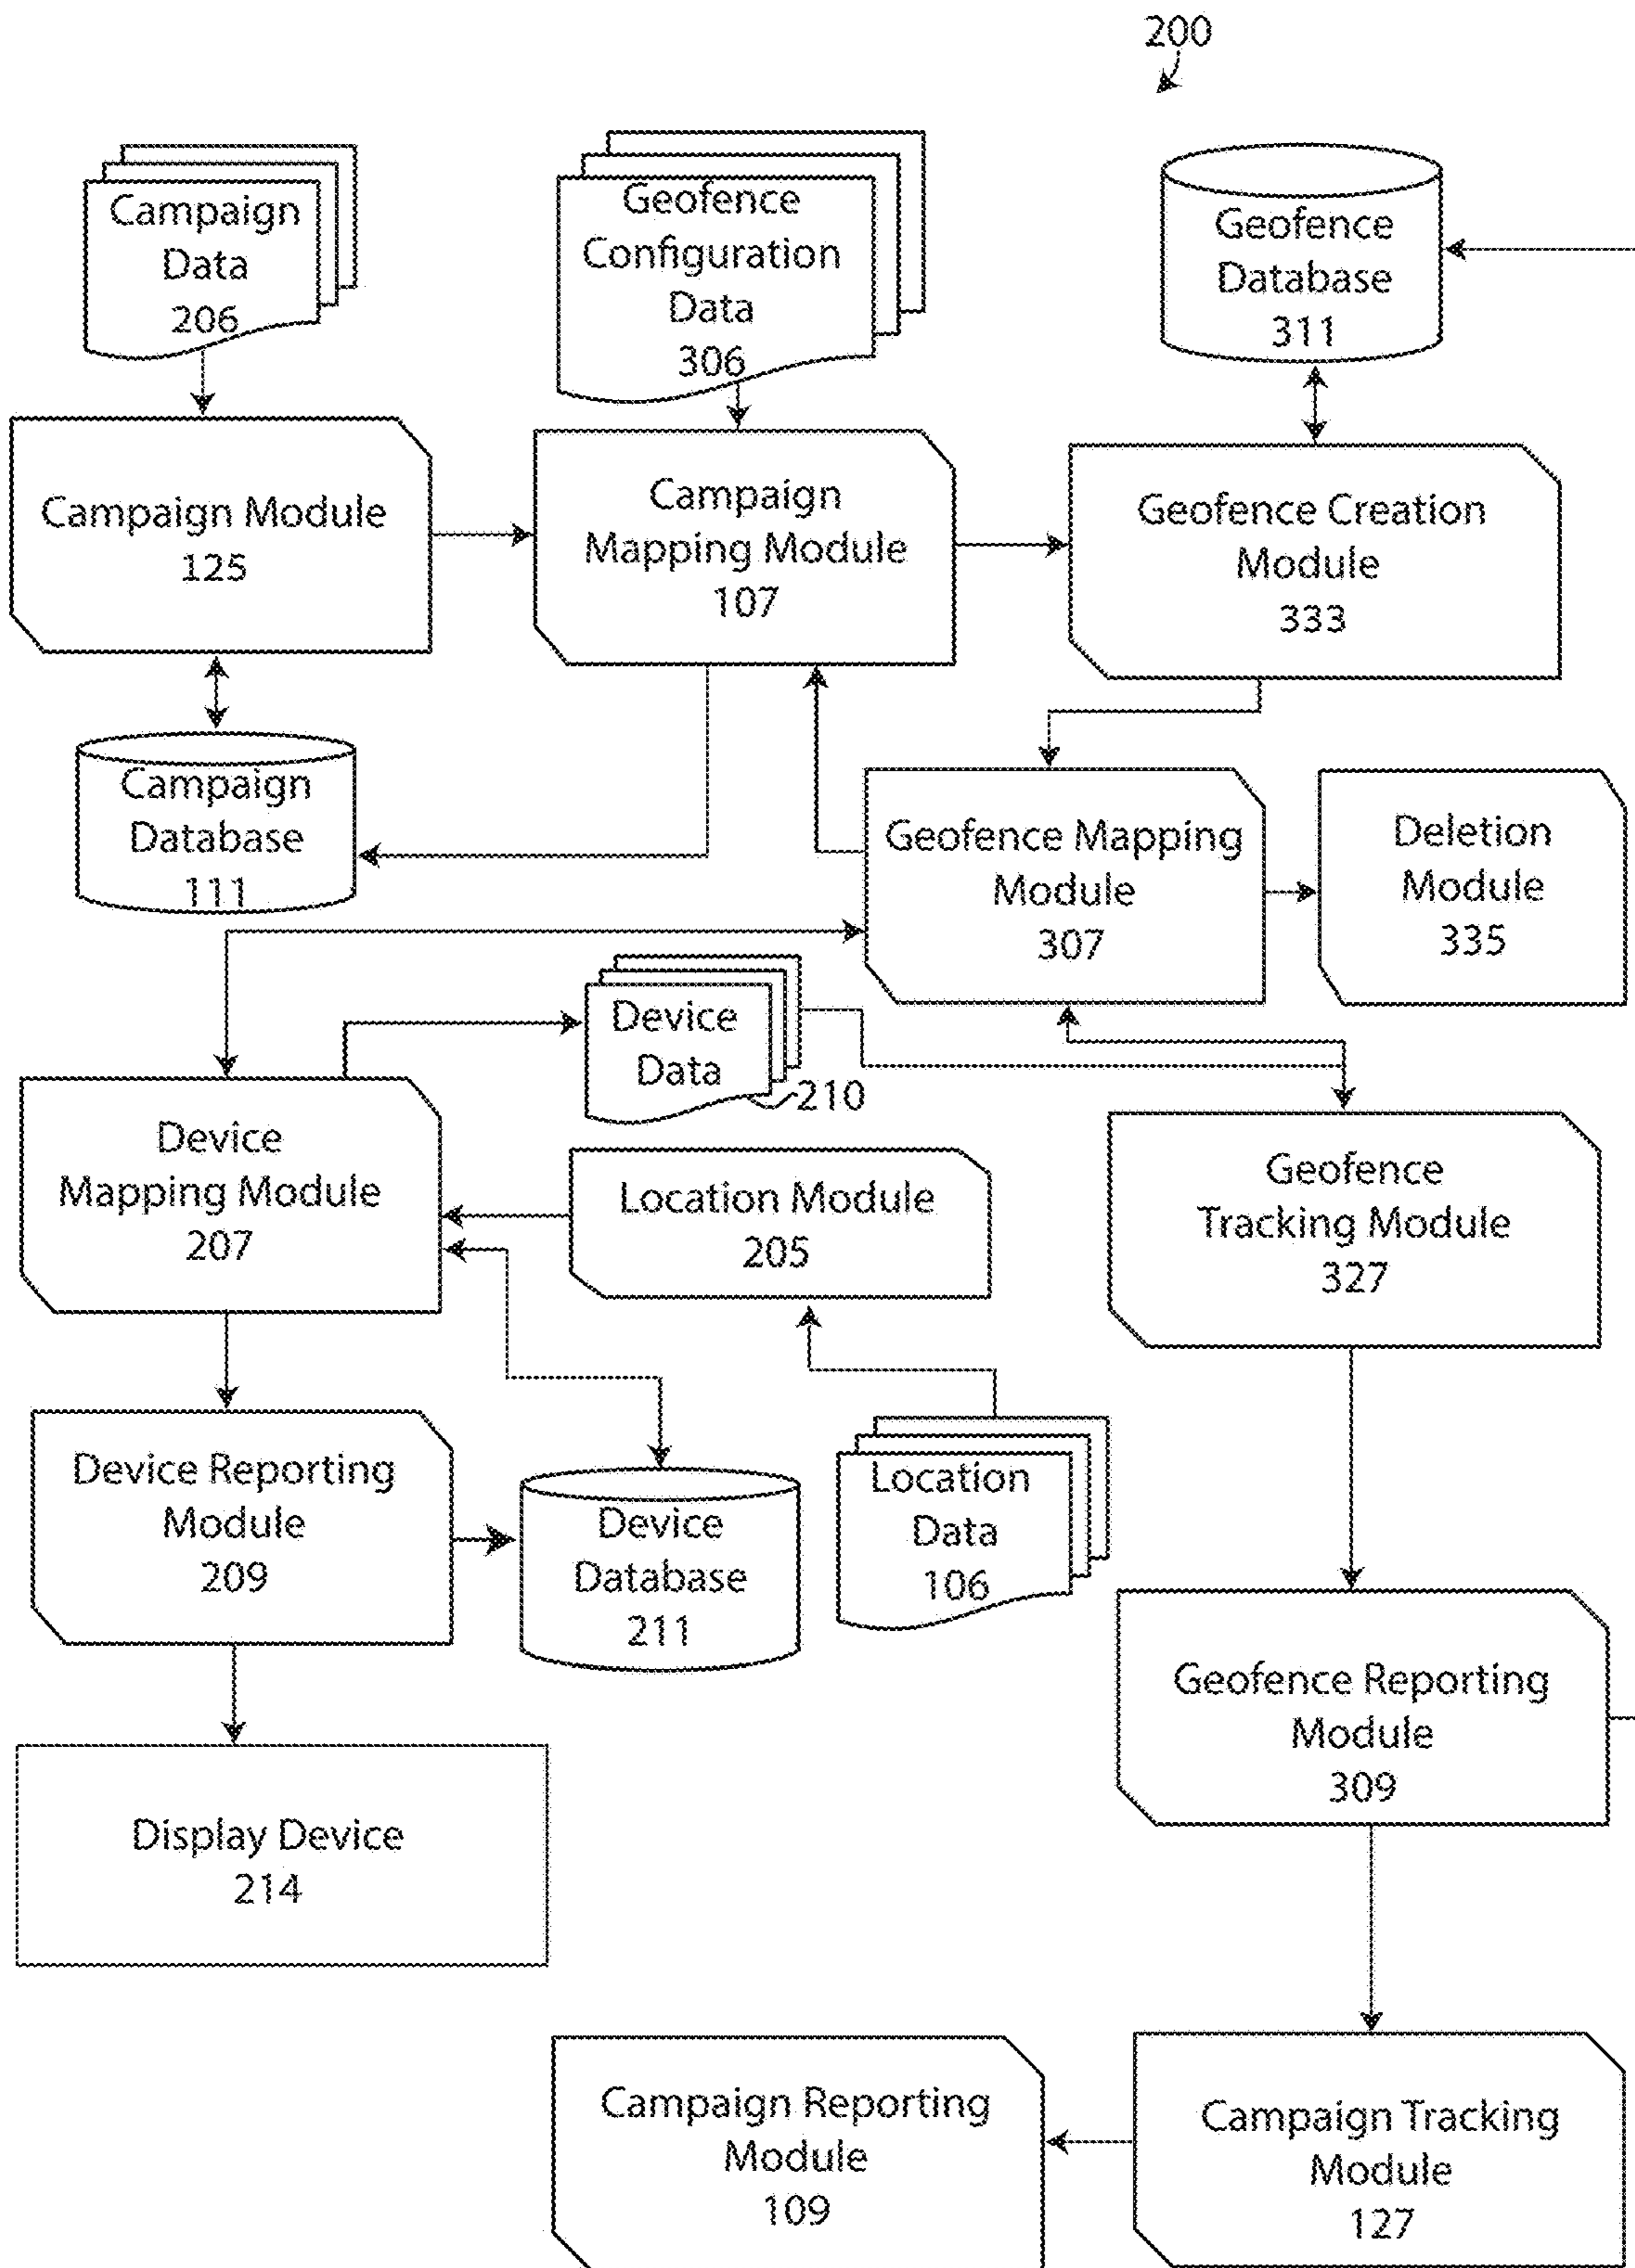 200
Campaign
Data
206
Geofence
Configuration
Data
306
Geofence
Database
311
Campaign Module
125
Campaign
Mapping Module
107
Geofence Creation
Module
333
Campaign
Database
111
Geofence Mapping
Module
307
Deletion
Module
335
Device
Data
210
Device
Mapping Module
207
Location Module
205
Geofence
Tracking Module
327
Device Reporting
Module
209
Device
Database
211
Location
Data
106
Geofence Reporting
Module
309
Display Device
214
Campaign Reporting
Module
109
Campaign Tracking
Module
127